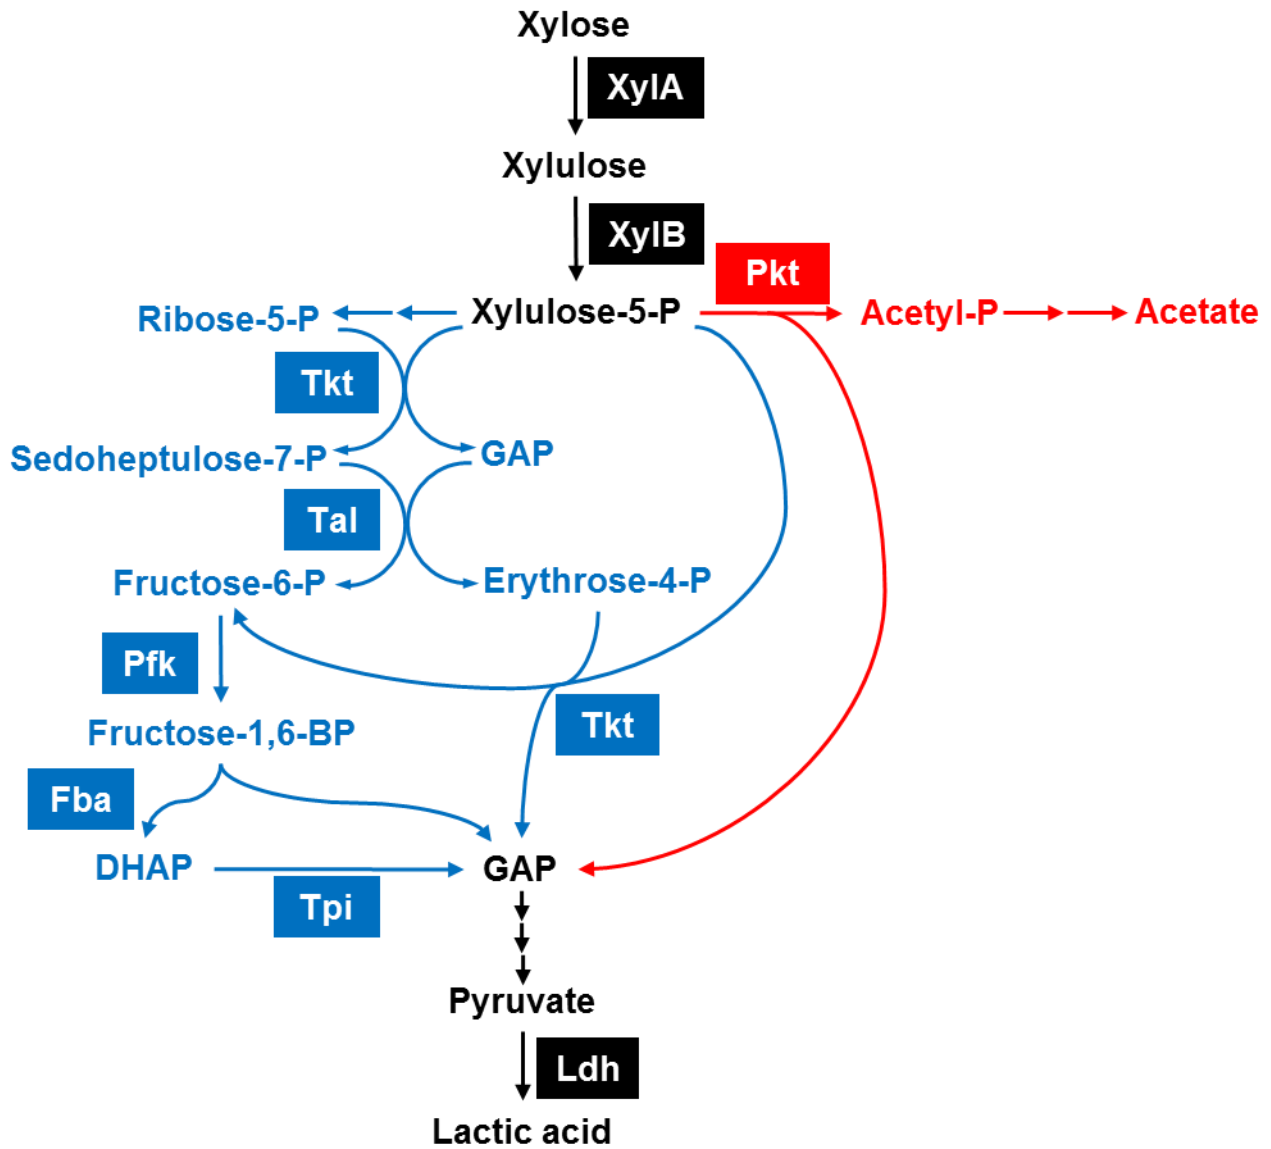 Xylose
XylA
Xylulose
XylB
Pkt
Ribose-5-P
Xylulose-5-P
Acetyl-P
Acetate
Tkt
Sedoheptulose-7-P
GAP
Tal
Fructose-6-P
Erythrose-4-P
Pfk
Fructose-1,6-BP
Tkt
Fba
DHAP
GAP
Tpi
Pyruvate
Ldh
Lactic acid